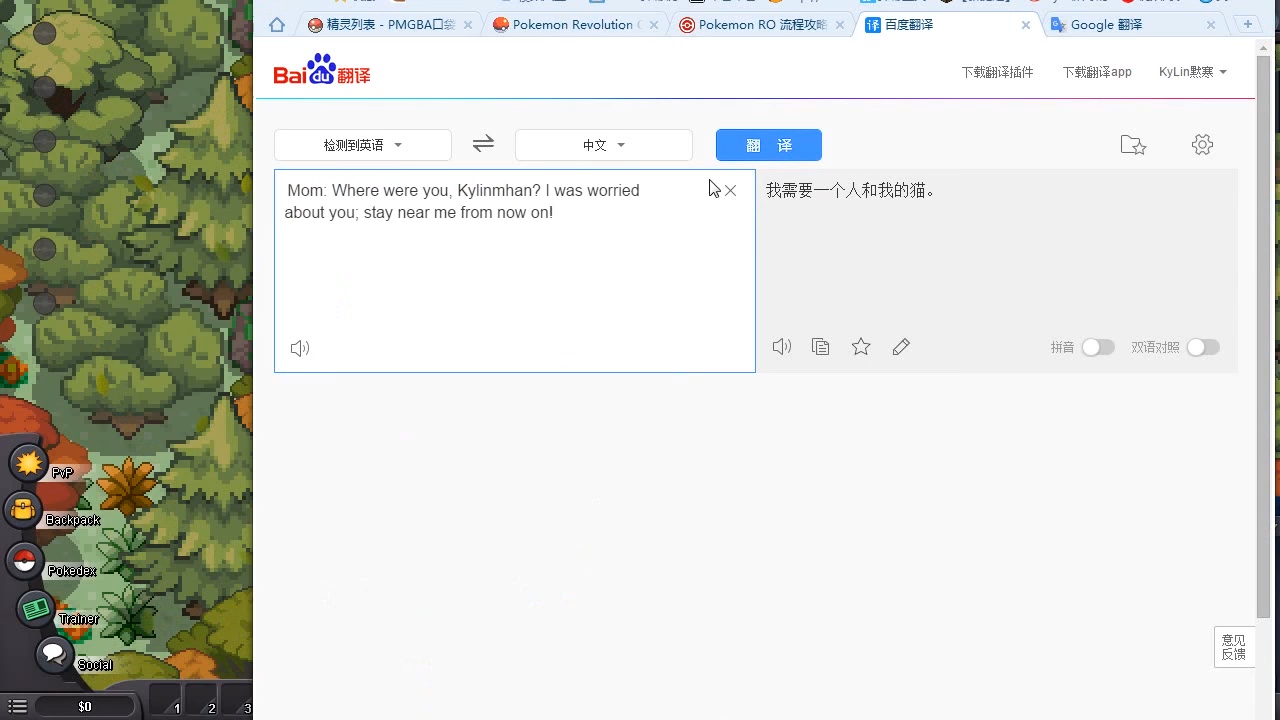 精灵列表 - PMGBA口袋
Pokemon Revolution
Pokemon RO 流程攻略
百度翻译
Google 翻译
Baidu翻译
下载翻译插件
下载翻译app
KyLin默寒
检测到英语
中文
翻 译
Mom: Where were you, Kylinmhan? I was worried
about you; stay near me from now on!
我需要一个人和我的猫。
拼音
双语对照
PvP
Backpack
Pokedex
Trainer
Social
意见
反馈
$0
1
2
3